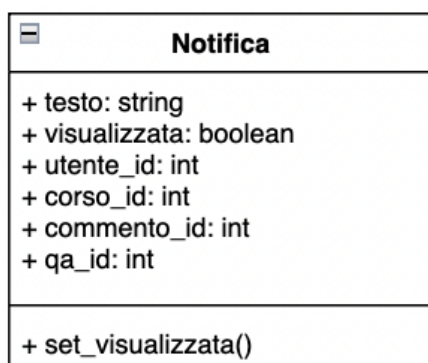 Notifica
+ testo: string
+ visualizzata: boolean
+ utente_id: int
+ corso_id: int
+ commento_id: int
+ qa_id: int
+ set_visualizzata()